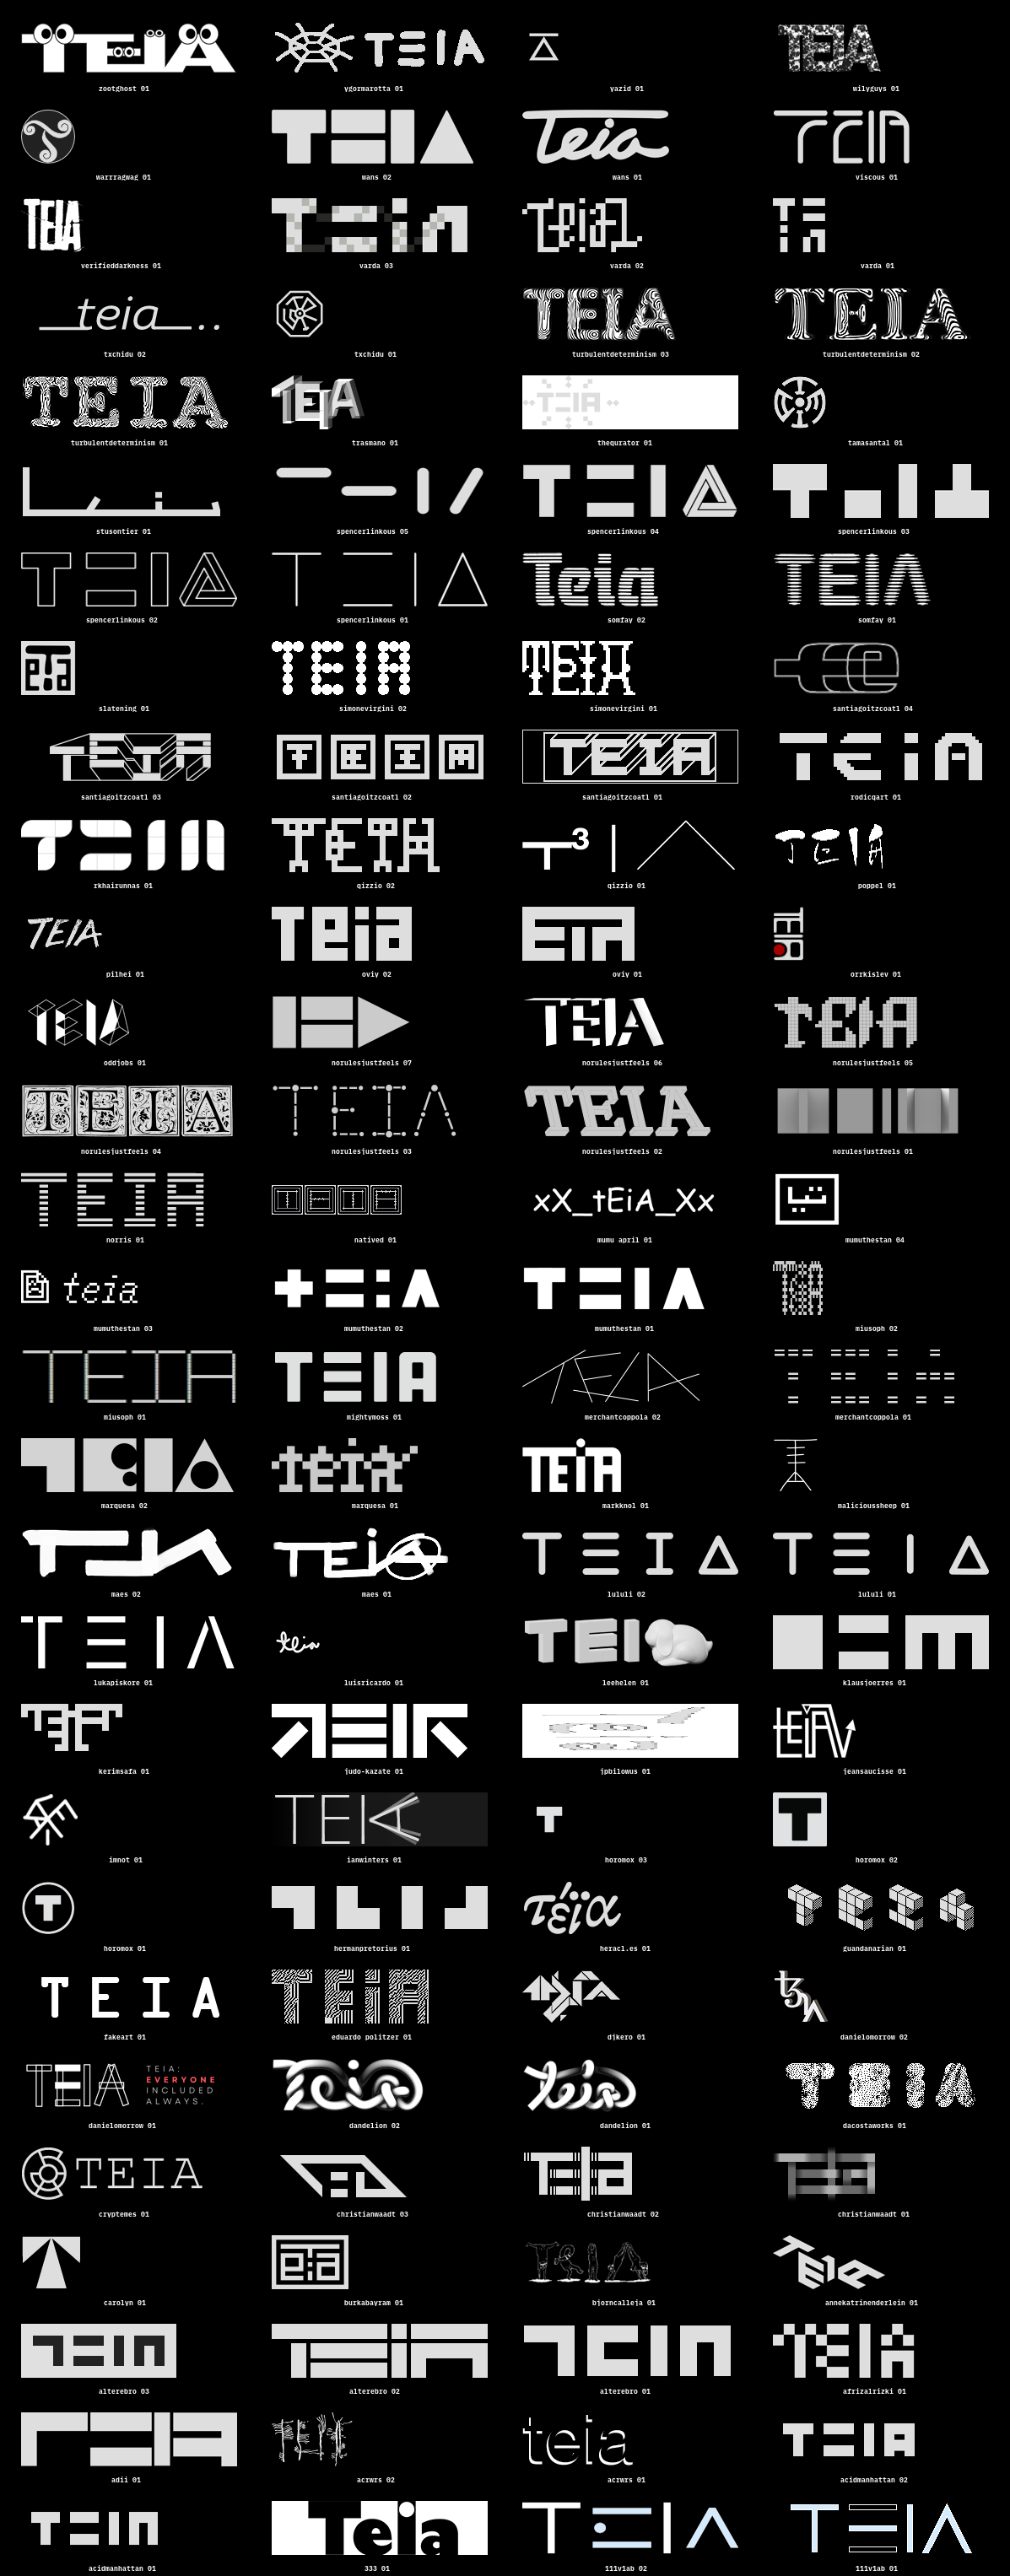 TEIA TEIA TEIA
zootghost 01 ygormarotta 01 yazid 01 wilyguys 01
TEIA Teia TEIA
warrragwag 01 wans 02 wans 01 viscous 01
TEIA Teia Teia
verifieddarkness 01 varda 03 varda 02 varda 01
teia .. TEIA TEIA
txchidu 02 txchidu 01 turbulentdeterminism 03 turbulentdeterminism 02
TEIA TEIA TEIA
turbulentdeterminism 01 trasmano 01 thequrator 01 tamasantal 01
TEIA
stusontier 01 spencerlinkous 05 spencerlinkous 04 spencerlinkous 03
TEIA TEIA Teia TEIA
spencerlinkous 02 spencerlinkous 01 somfay 02 somfay 01
TEIA TEIA
slatening 01 simonevirgini 02 simonevirgini 01 santiagoitzcoatl 04
TEIA TEIA TEIA TEiA
santiagoitzcoatl 03 santiagoitzcoatl 02 santiagoitzcoatl 01 rodicqart 01
TEIA TEIA T3 TEIA
rkhairunnas 01 qizzio 02 qizzio 01 poppel 01
TEIA Teia TEIA
pilhei 01 oviy 02 oviy 01 orrkislev 01
TEIA TEIA TEIA
oddjobs 01 norulesjustfeels 07 norulesjustfeels 06 norulesjustfeels 05
TEIA TEIA TEIA
norulesjustfeels 04 norulesjustfeels 03 norulesjustfeels 02 norulesjustfeels 01
TEIA TEIA xX_tEiA_Xx
norris 01 natived 01 mumu april 01 mumuthestan 04
teia TEIA
mumuthestan 03 mumuthestan 02 mumuthestan 01 miusoph 02
TEIA TEIA TEIA TEIA
miusoph 01 mightymoss 01 merchantcoppola 02 merchantcoppola 01
TEIA teia TEiA
marquesa 02 marquesa 01 markknol 01 malicioussheep 01
TEiA TEIA TEIA
maes 02 maes 01 lululi 02 lululi 01
TEIA teia TEI
lukapiskore 01 luisricardo 01 leehelen 01 klausjoerres 01
TEIA TEIA
kerimsafa 01 judo-kazate 01 jpbilowus 01 jeansaucisse 01
TEIA T T
imnot 01 ianwinters 01 horomox 03 horomox 02
T τέϊα TEIA
horomox 01 hermanpretorius 01 heracl.es 01 guandanarian 01
TEIA TEiA
fakeart 01 eduardo politzer 01 djkero 01 danielomorrow 02
TEIA TEIA: EVERYONE INCLUDED ALWAYS. Teia teia TEIA
danielomorrow 01 dandelion 02 dandelion 01 dacostaworks 01
TEIA Teia
cryptemes 01 christianwaadt 03 christianwaadt 02 christianwaadt 01
TEIA TEIA
carolyn 01 burkabayram 01 bjorncalleja 01 annekatrinenderlein 01
TEIA TEIA TEIA TEIA
alterebro 03 alterebro 02 alterebro 01 afrizalrizki 01
TEIA TEIA teia TEIA
adii 01 acrwrs 02 acrwrs 01 acidmanhattan 02
TEIA Teia TEIA TEIA
acidmanhattan 01 333 01 111v1ab 02 111v1ab 01